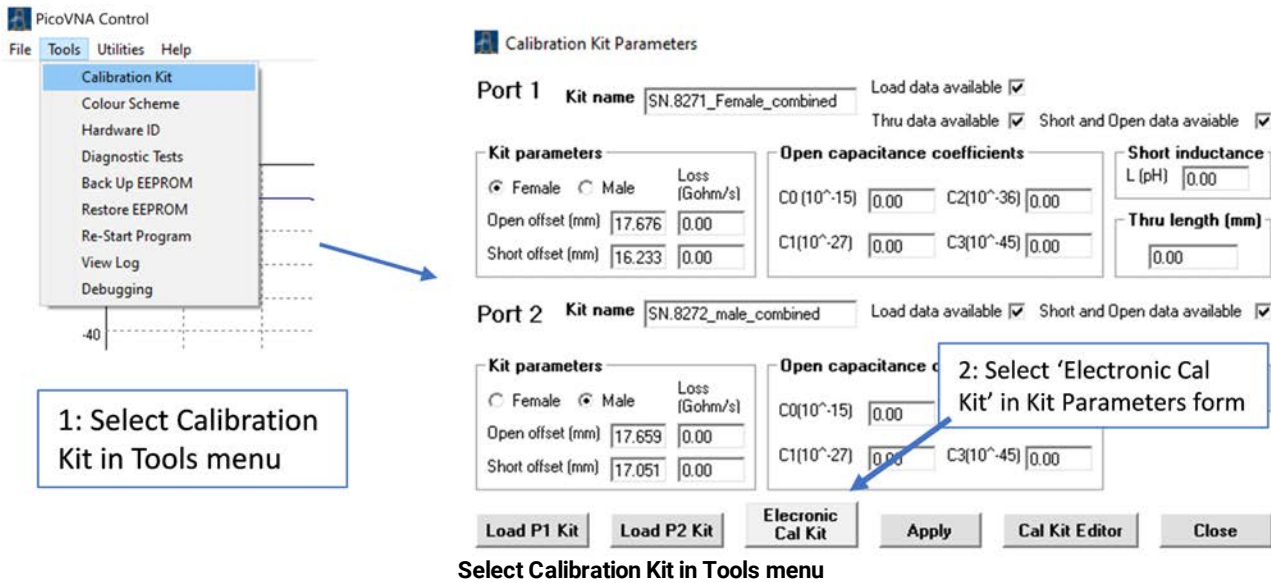 PicoVNA Control
File Tools Utilities Help
Calibration Kit
Colour Scheme
Hardware ID
Diagnostic Tests
Back Up EEPROM
Restore EEPROM
Re-Start Program
View Log
Debugging
-40
1: Select Calibration
Kit in Tools menu
Calibration Kit Parameters
Port 1 Kit name SN.8271_Female_combined Load data available
Thru data available Short and Open data avaiable
Kit parameters
Female Male Loss (Gohm/s)
Open offset (mm) 17.676 0.00
Short offset (mm) 16.233 0.00
Open capacitance coefficients
C0 (10^-15) 0.00 C2(10^-36) 0.00
C1(10^-27) 0.00 C3(10^-45) 0.00
Short inductance
L (pH) 0.00
Thru length (mm)
0.00
Port 2 Kit name SN.8272_male_combined Load data available Short and Open data available
Kit parameters
Female Male Loss (Gohm/s)
Open offset (mm) 17.659 0.00
Short offset (mm) 17.051 0.00
Open capacitance c
C0(10^-15) 0.00
C1(10^-27) 0.00 C3(10^-45) 0.00
2: Select ‘Electronic Cal
Kit’ in Kit Parameters form
Load P1 Kit Load P2 Kit Elecronic Cal Kit Apply Cal Kit Editor Close
Select Calibration Kit in Tools menu